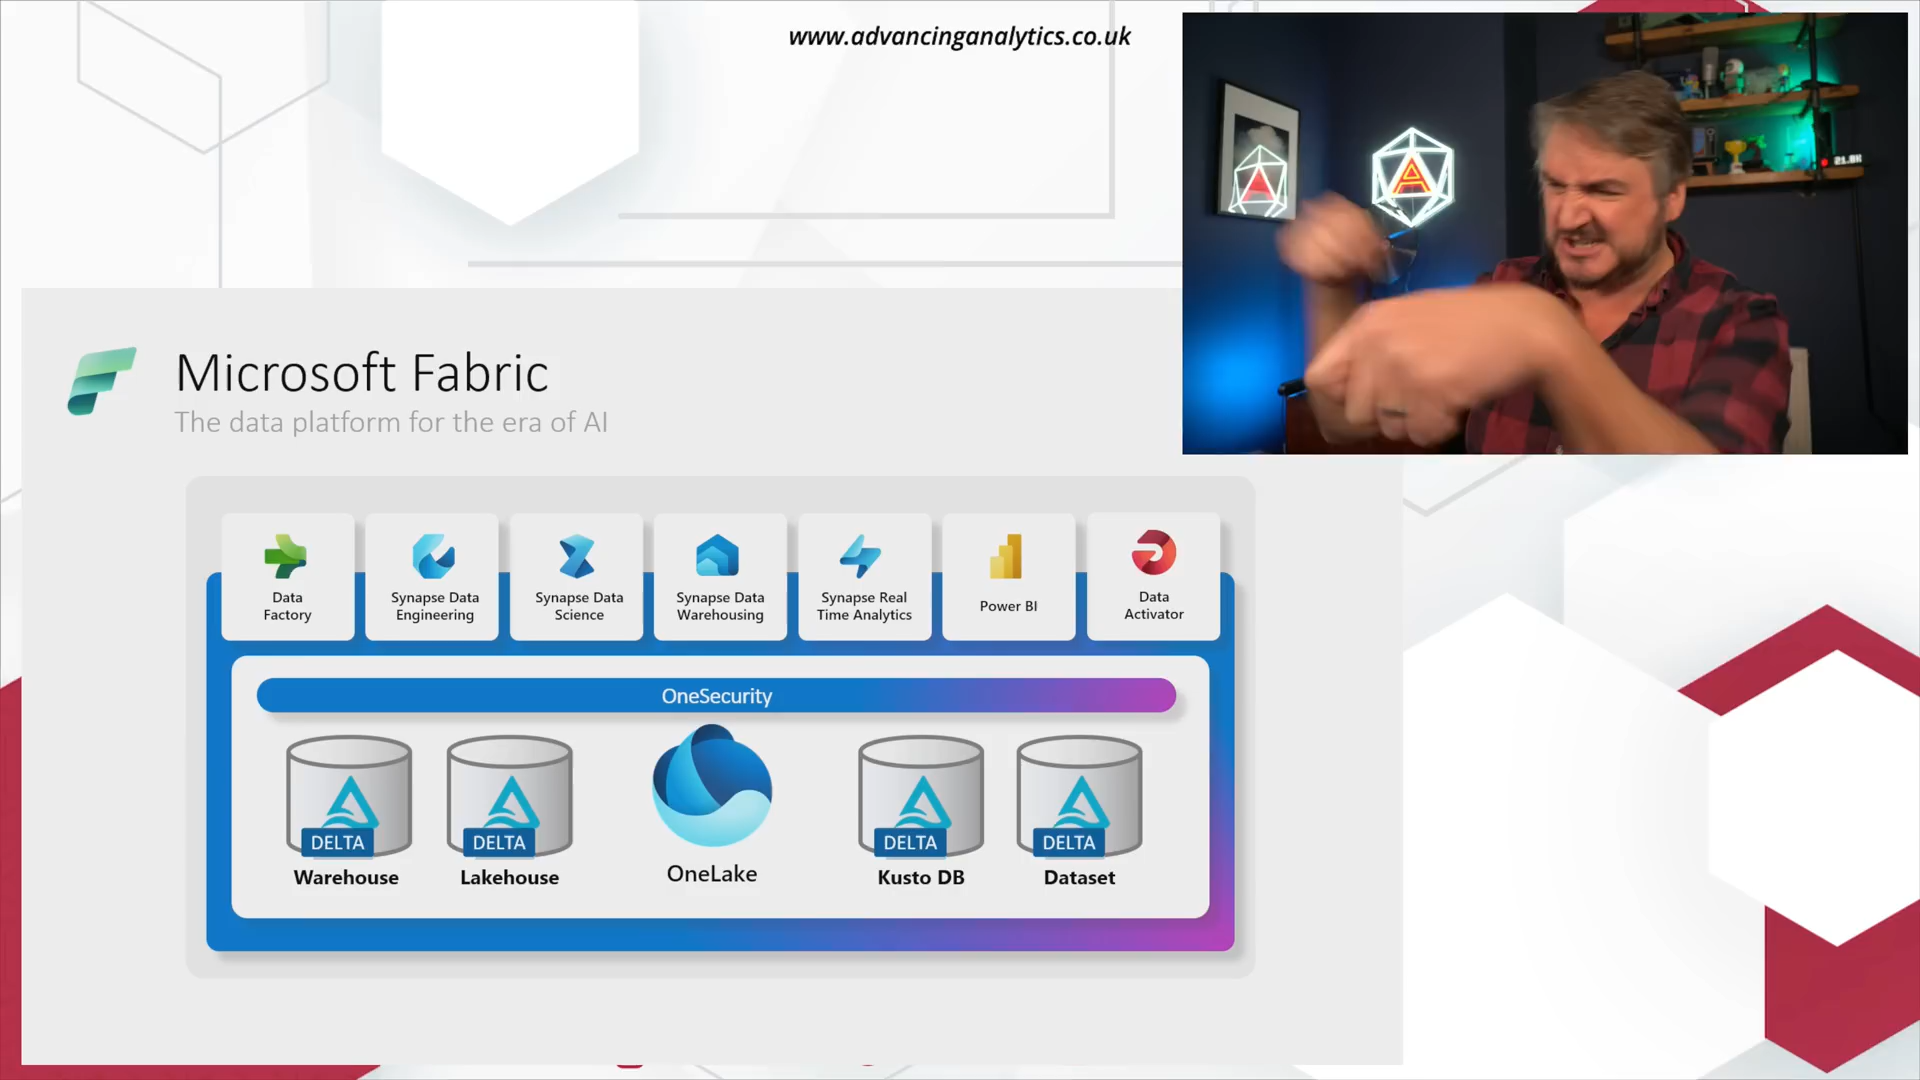 www.advancinganalytics.co.uk
21.8K
Microsoft Fabric
The data platform for the era of AI
Data
Factory
Synapse Data
Engineering
Synapse Data
Science
Synapse Data
Warehousing
Synapse Real
Time Analytics
Power BI
Data
Activator
OneSecurity
DELTA
Warehouse
DELTA
Lakehouse
OneLake
DELTA
Kusto DB
DELTA
Dataset